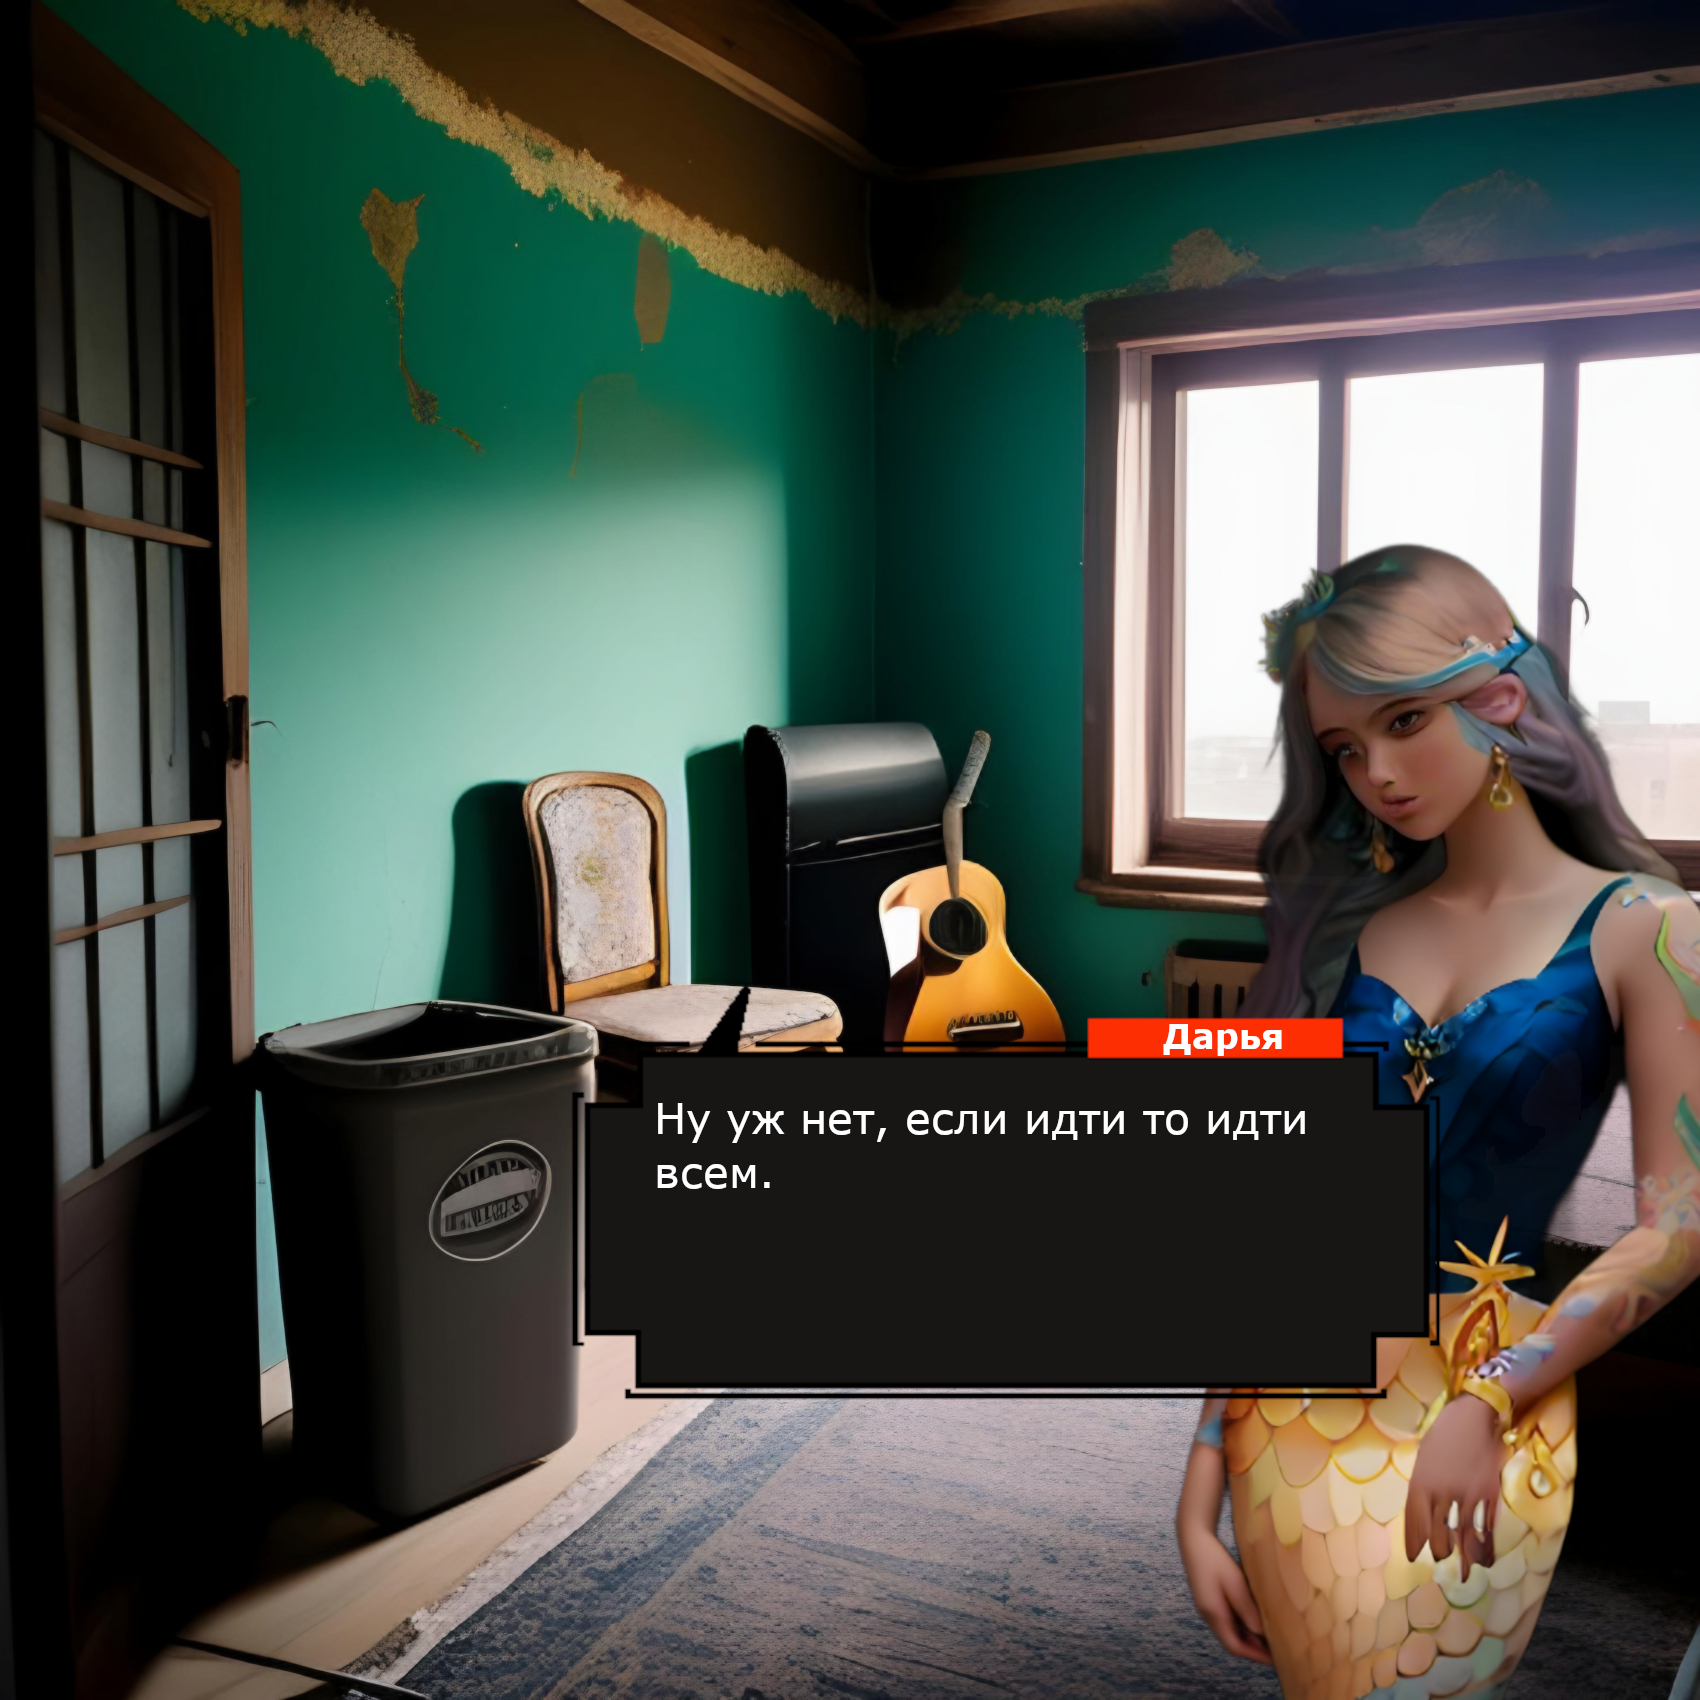 Дарья
Ну уж нет, если идти то идти
всем.